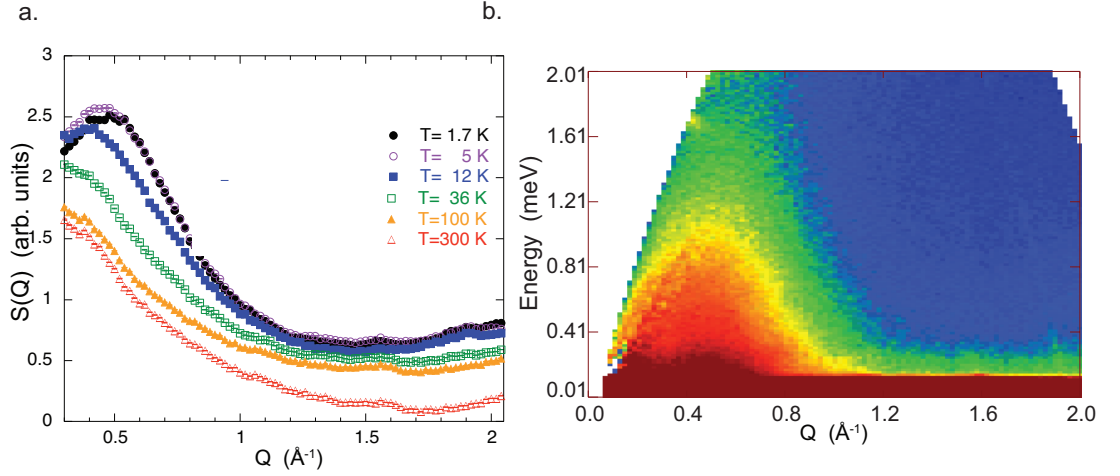 a.
b.
3
2.5
2
1.5
1
0.5
0
S(Q) (arb. units)
T= 1.7 K
T= 5 K
T= 12 K
T= 36 K
T=100 K
T=300 K
0.5
1
1.5
2
Q (Å⁻¹)
2.01
1.61
1.21
0.81
0.41
0.01
Energy (meV)
0.0
0.4
0.8
1.2
1.6
2.0
Q (Å⁻¹)